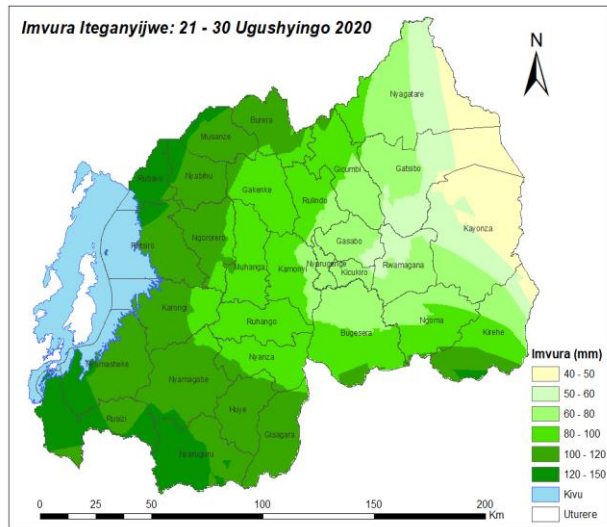 Imvura Iteganyijwe: 21 - 30 Ugushyingo 2020
N
Nyagatare
Burera
Musanze
Gicumbi
Gatsibo
Rubavu
Nyabihu
Gakenke
Rulindo
Kayonza
Rutsiro
Ngororero
Gasabo
Muhanga
Kamonyi
Nyarugenge
Kicukiro
Rwamagana
Karongi
Ruhango
Bugesera
Ngoma
Kirehe
Nyanza
Nyamasheke
Nyamagabe
Huye
Rusizi
Gisagara
Nyaruguru
Imvura (mm)
40 - 50
50 - 60
60 - 80
80 - 100
100 - 120
120 - 150
Kivu
Uturere
0 50 100 150 200
Km